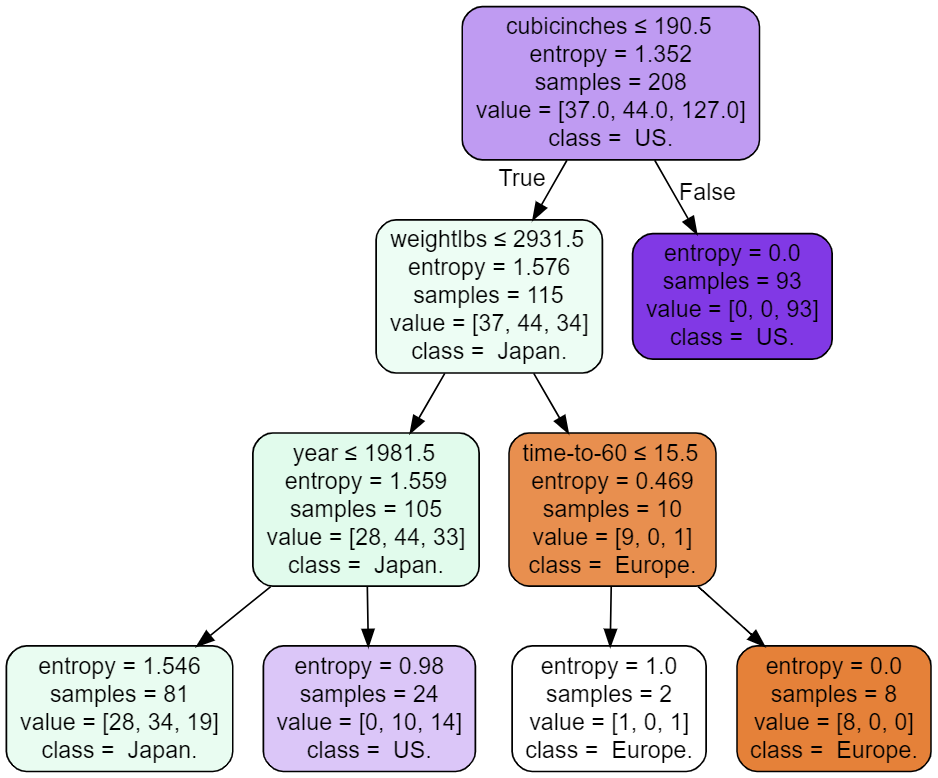 cubicinches ≤ 190.5
entropy = 1.352
samples = 208
value = [37.0, 44.0, 127.0]
class =  US.
True
False
weightlbs ≤ 2931.5
entropy = 1.576
samples = 115
value = [37, 44, 34]
class =  Japan.
entropy = 0.0
samples = 93
value = [0, 0, 93]
class =  US.
year ≤ 1981.5
entropy = 1.559
samples = 105
value = [28, 44, 33]
class =  Japan.
time-to-60 ≤ 15.5
entropy = 0.469
samples = 10
value = [9, 0, 1]
class =  Europe.
entropy = 1.546
samples = 81
value = [28, 34, 19]
class =  Japan.
entropy = 0.98
samples = 24
value = [0, 10, 14]
class =  US.
entropy = 1.0
samples = 2
value = [1, 0, 1]
class =  Europe.
entropy = 0.0
samples = 8
value = [8, 0, 0]
class =  Europe.